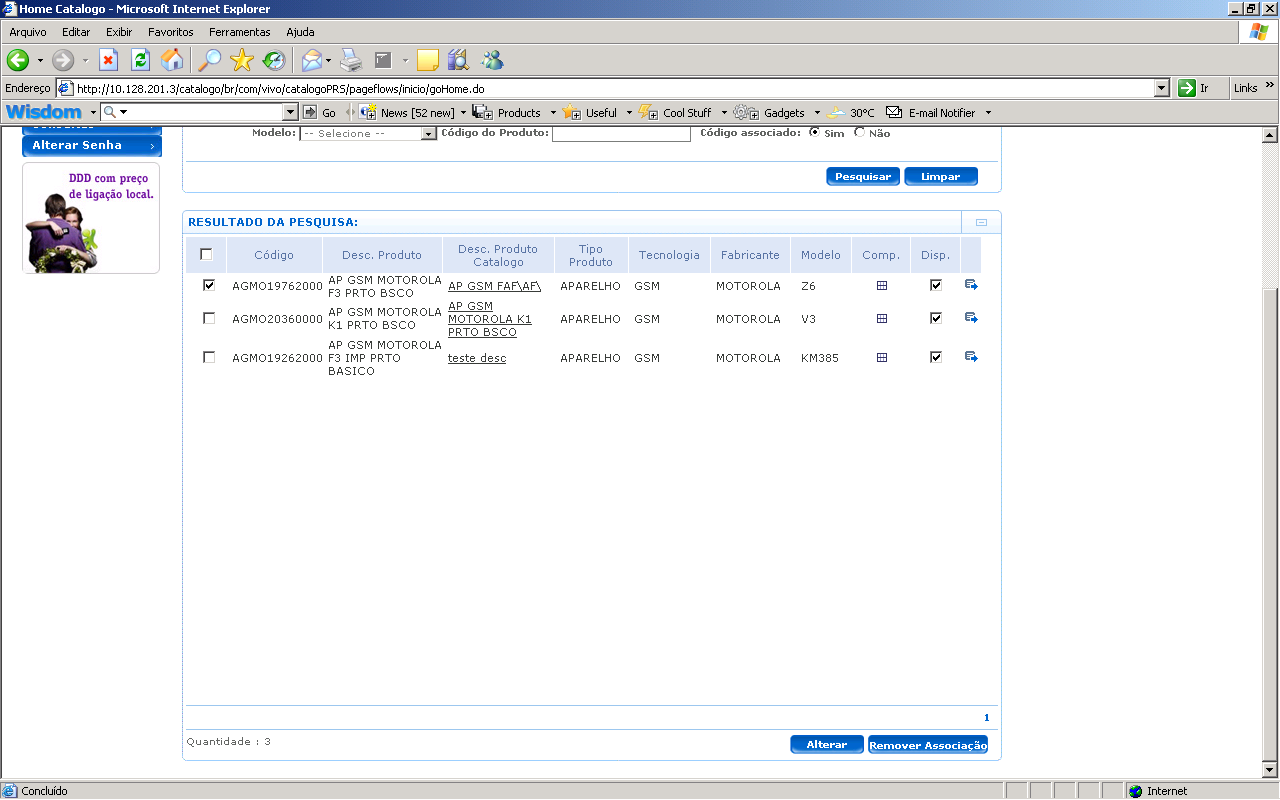 Home Catalogo - Microsoft Internet Explorer
Arquivo Editar Exibir Favoritos Ferramentas Ajuda
Endereço http://10.128.201.3/catalogo/br/com/vivo/catalogoPRS/pageflows/inicio/goHome.do Ir Links »
Wisdom Go News [52 new] Products Useful Cool Stuff Gadgets 30°C E-mail Notifier
Modelo: -- Selecione -- Código do Produto: Código associado: Sim Não
Alterar Senha
DDD com preço
de ligação local.
Pesquisar Limpar
RESULTADO DA PESQUISA:
Código Desc. Produto Desc. Produto Catalogo Tipo Produto Tecnologia Fabricante Modelo Comp. Disp.
AGMO19762000 AP GSM MOTOROLA F3 PRTO BSCO AP GSM FAF\AF\ APARELHO GSM MOTOROLA Z6
AGMO20360000 AP GSM MOTOROLA K1 PRTO BSCO AP GSM MOTOROLA K1 PRTO BSCO APARELHO GSM MOTOROLA V3
AGMO19262000 AP GSM MOTOROLA F3 IMP PRTO BASICO teste desc APARELHO GSM MOTOROLA KM385
1
Quantidade : 3 Alterar Remover Associação
Concluído Internet